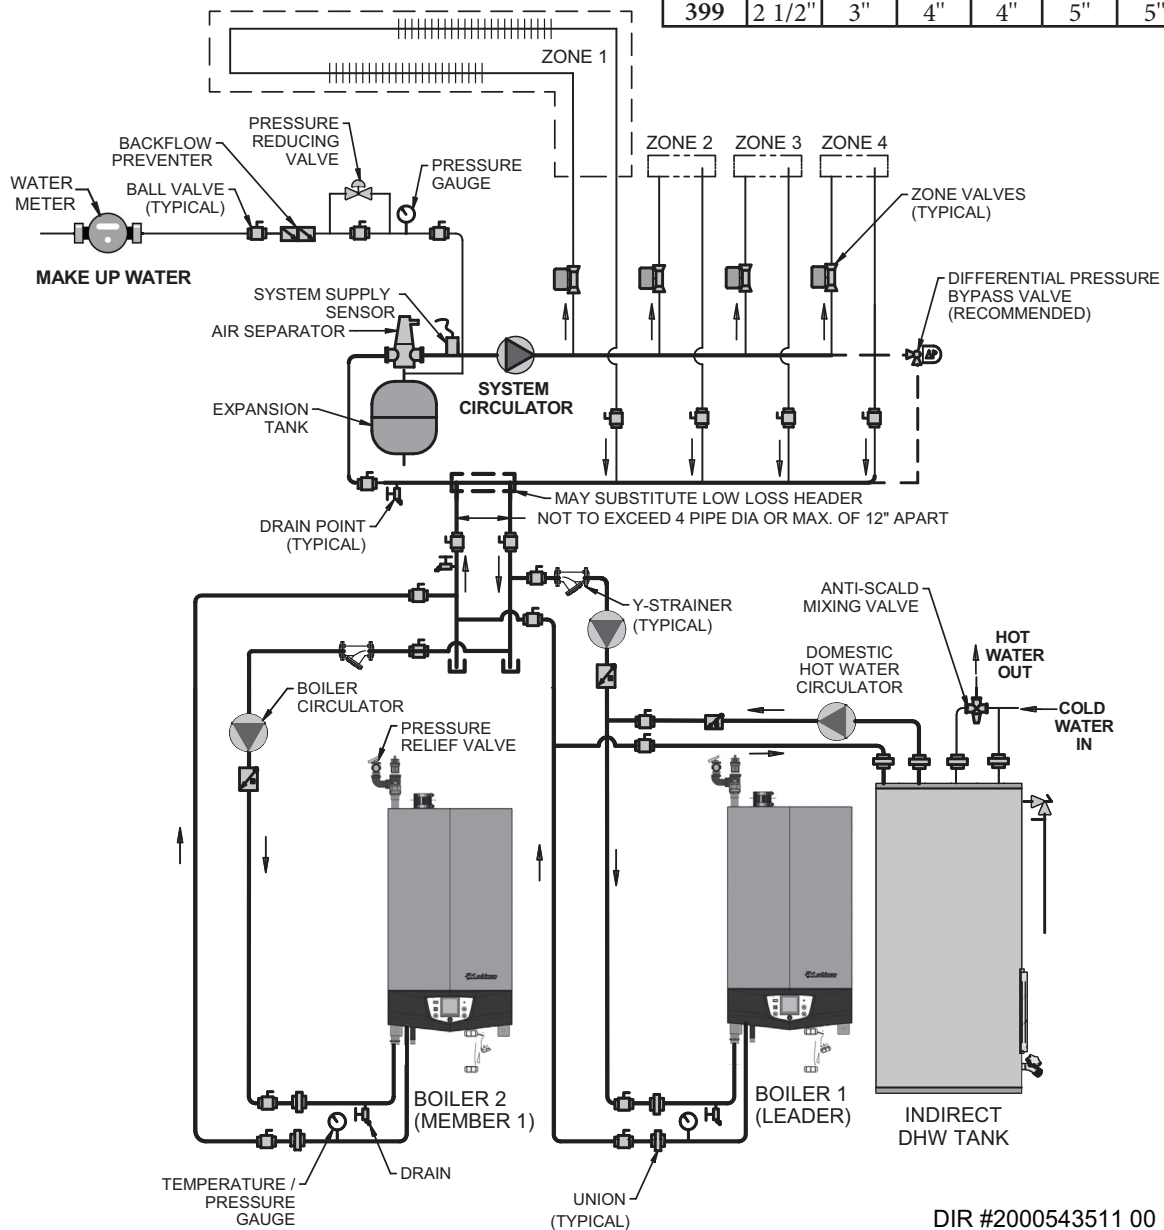 399 2 1/2" 3" 4" 4" 5" 5"
ZONE 1
PRESSURE
REDUCING
VALVE
BACKFLOW
PREVENTER
PRESSURE
GAUGE
ZONE 2
ZONE 3
ZONE 4
WATER
METER
BALL VALVE
(TYPICAL)
ZONE VALVES
(TYPICAL)
MAKE UP WATER
SYSTEM SUPPLY
SENSOR
AIR SEPARATOR
DIFFERENTIAL PRESSURE
BYPASS VALVE
(RECOMMENDED)
ΔP
SYSTEM
CIRCULATOR
EXPANSION
TANK
MAY SUBSTITUTE LOW LOSS HEADER
NOT TO EXCEED 4 PIPE DIA OR MAX. OF 12" APART
DRAIN POINT
(TYPICAL)
Y-STRAINER
(TYPICAL)
ANTI-SCALD
MIXING VALVE
HOT
WATER
OUT
DOMESTIC
HOT WATER
CIRCULATOR
COLD
WATER
IN
BOILER
CIRCULATOR
PRESSURE
RELIEF VALVE
Lochinvar
Lochinvar
BOILER 2
(MEMBER 1)
BOILER 1
(LEADER)
INDIRECT
DHW TANK
DRAIN
TEMPERATURE /
PRESSURE
GAUGE
UNION
(TYPICAL)
DIR #2000543511 00